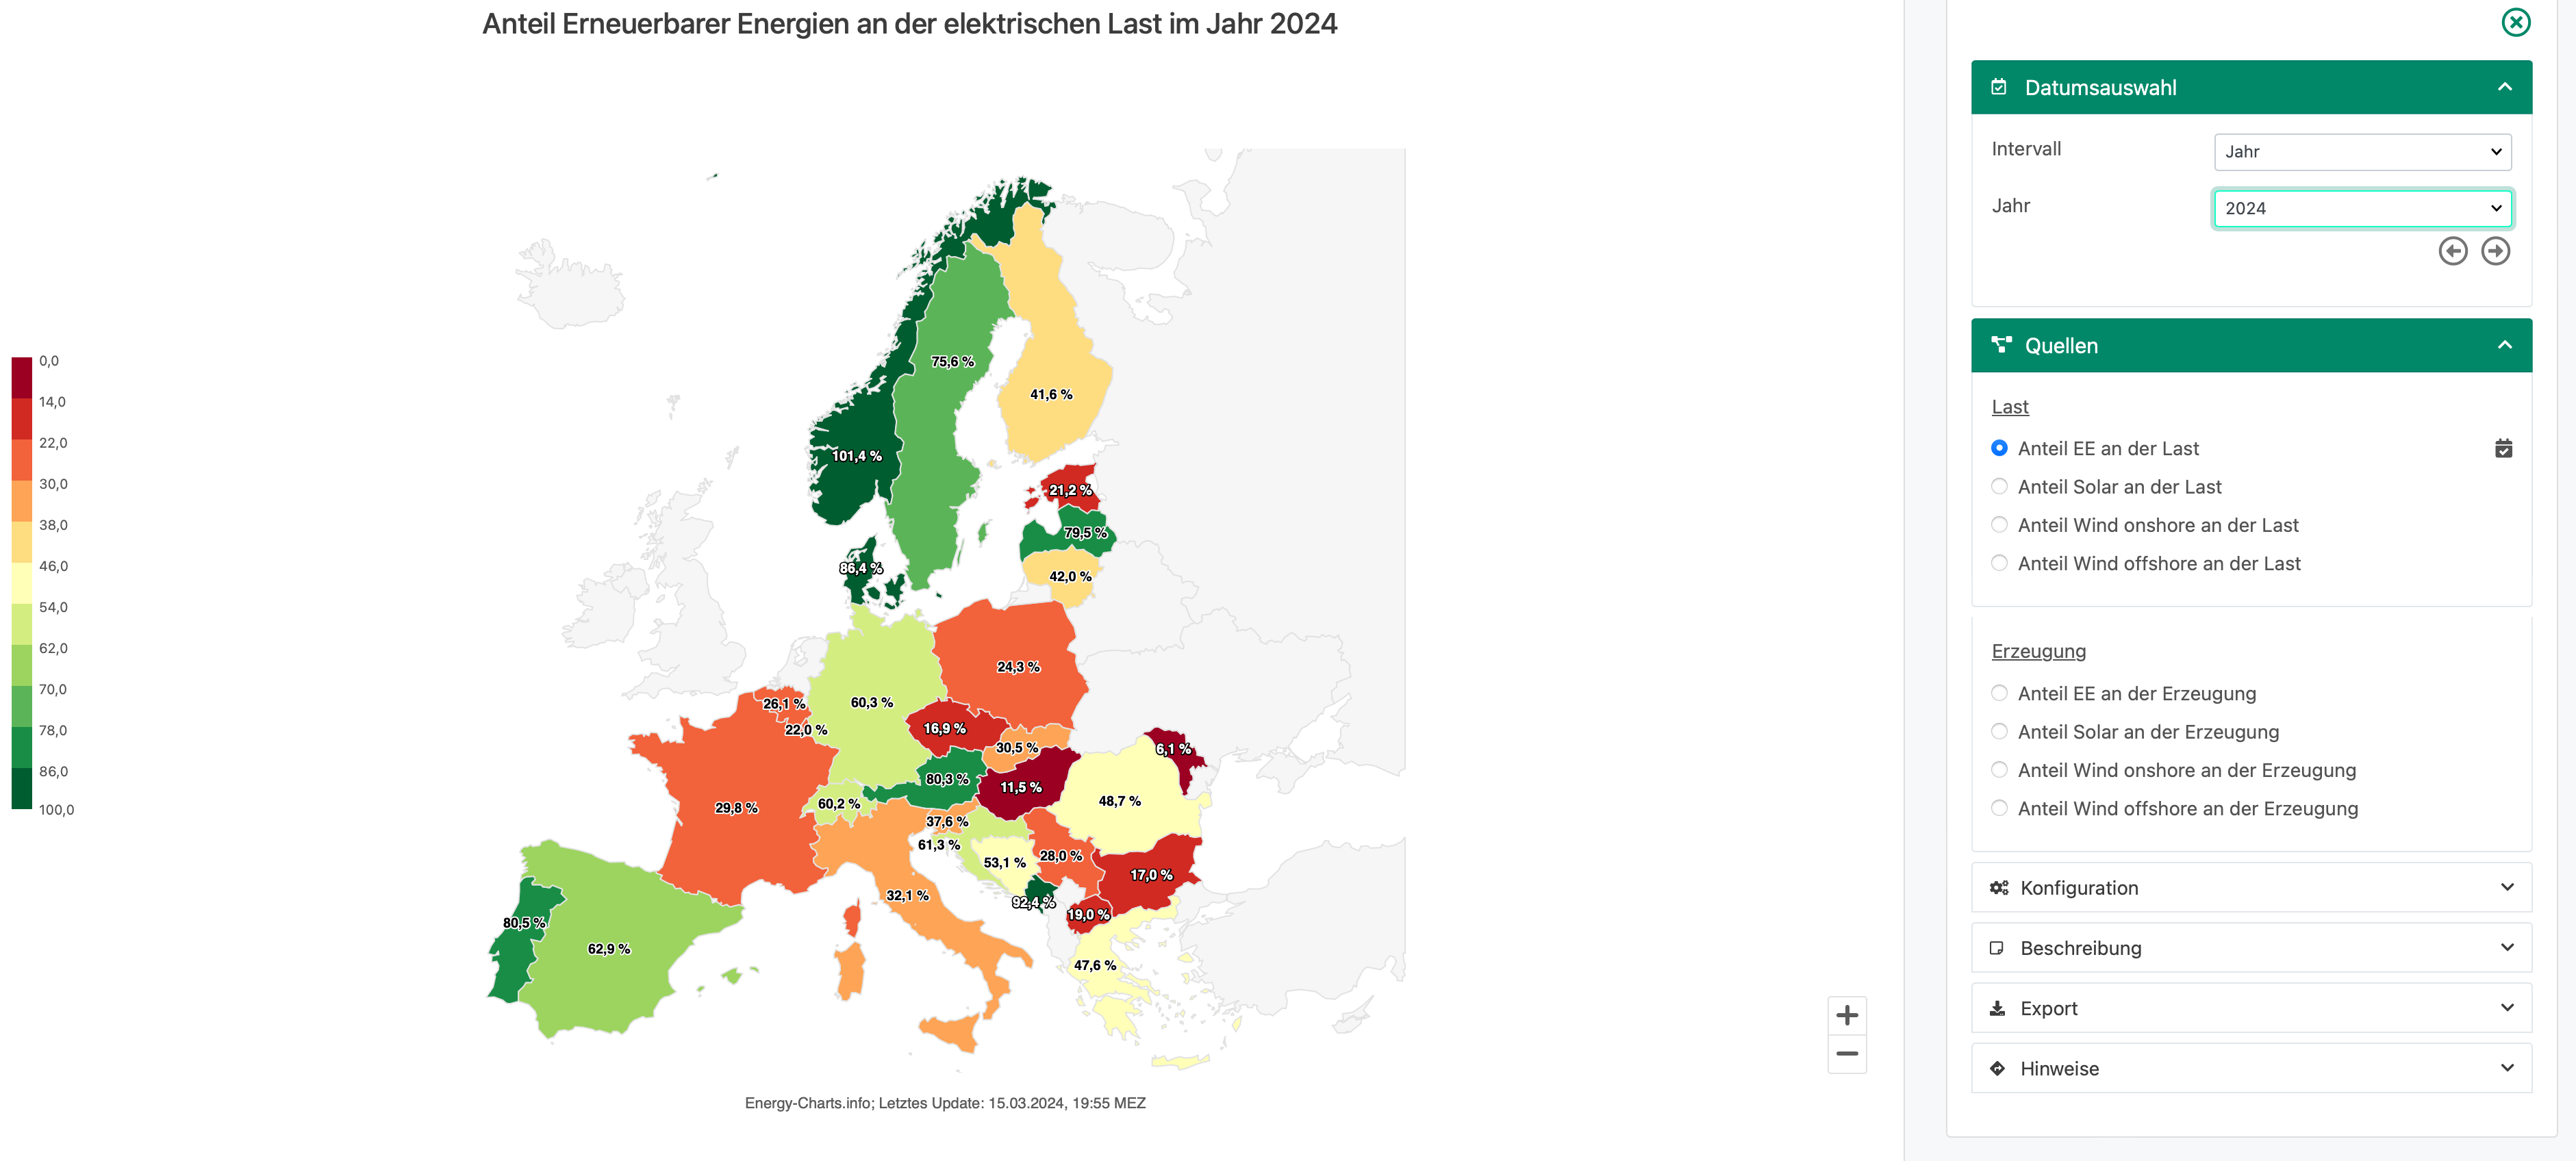 Anteil Erneuerbarer Energien an der elektrischen Last im Jahr 2024
0,0
14,0
22,0
30,0
38,0
46,0
54,0
62,0
70,0
78,0
86,0
100,0
75,6 %
41,6 %
101,4 %
21,2 %
79,5 %
86,4 %
42,0 %
24,3 %
60,3 %
26,1 %
22,0 %
16,9 %
30,5 %
6,1 %
80,3 %
11,5 %
48,7 %
60,2 %
29,8 %
37,6 %
61,3 %
53,1 %
28,0 %
17,0 %
32,1 %
92,4 %
19,0 %
80,5 %
62,9 %
47,6 %
Energy-Charts.info; Letztes Update: 15.03.2024, 19:55 MEZ
Datumsauswahl
Intervall
Jahr
Jahr
2024
Quellen
Last
Anteil EE an der Last
Anteil Solar an der Last
Anteil Wind onshore an der Last
Anteil Wind offshore an der Last
Erzeugung
Anteil EE an der Erzeugung
Anteil Solar an der Erzeugung
Anteil Wind onshore an der Erzeugung
Anteil Wind offshore an der Erzeugung
Konfiguration
Beschreibung
Export
Hinweise